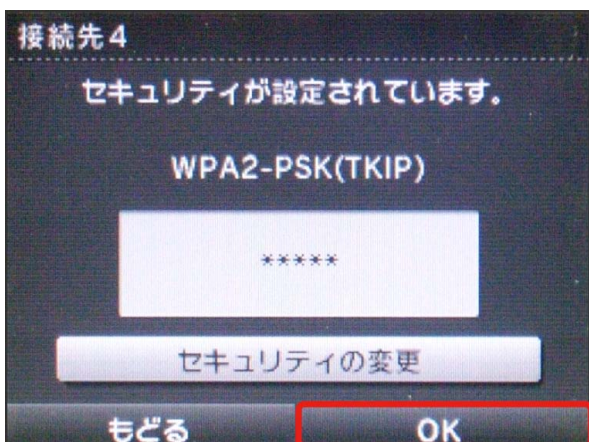 接続先4
セキュリティが設定されています。
WPA2-PSK(TKIP)
*****
セキュリティの変更
もどる
OK